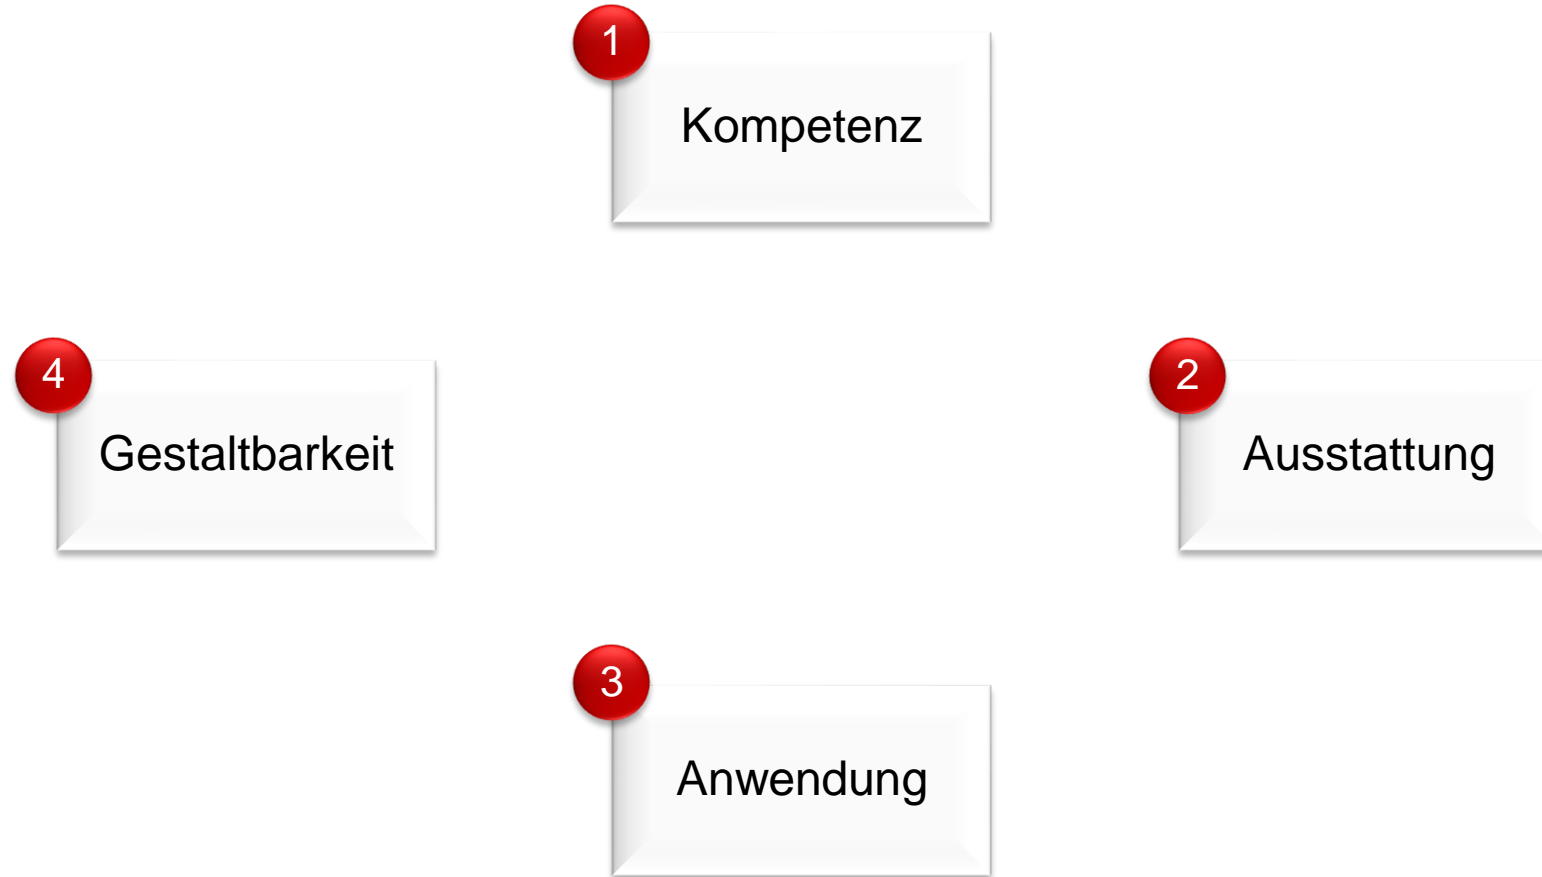 1
Kompetenz
4
Gestaltbarkeit
2
Ausstattung
3
Anwendung